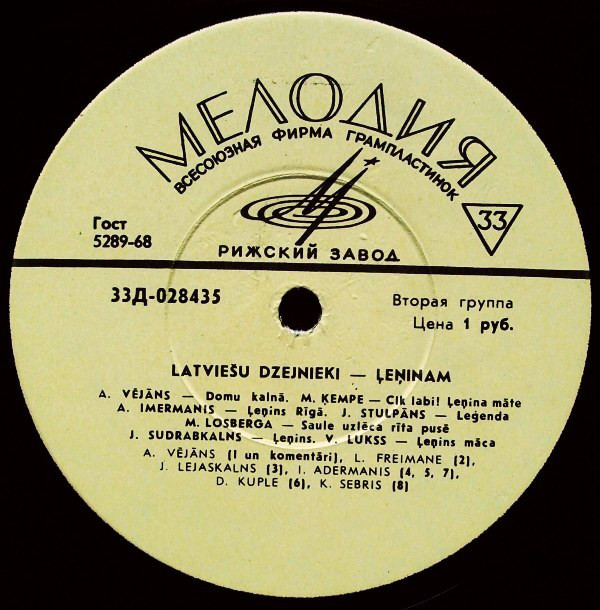 МЕЛОДИЯ
ВСЕСОЮЗНАЯ ФИРМА ГРАМПЛАСТИНОК
33
Гост
5289-68
РИЖСКИЙ ЗАВОД
33Д-028435
Вторая группа
Цена 1 руб.
LATVIEŠU DZEJNIEKI — ĻEŅINAM
A. VĒJĀNS — Domu kalnā. M. ĶEMPE — Cik labi! Ļeņina māte
A. IMERMANIS — Ļeņins Rīgā. J. STULPĀNS — Leģenda
M. LOSBERGA — Saule uzlēca rīta pusē
J. SUDRABKALNS — Ļeņins. V. LUKSS — Ļeņins māca
A. VĒJĀNS (1 un komentāri), L. FREIMANE (2),
J. LEJASKALNS (3), I. ADERMANIS (4, 5, 7),
D. KUPLE (6), K. SEBRIS (8)